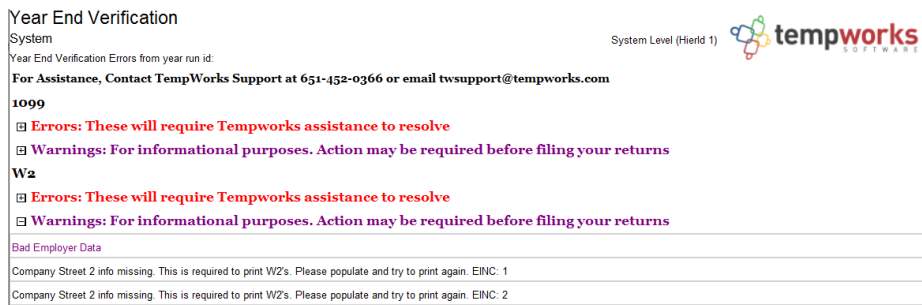 Year End Verification
System
System Level (HierId 1)
tempworks
SOFTWARE
Year End Verification Errors from year run id:
For Assistance, Contact TempWorks Support at 651-452-0366 or email twsupport@tempworks.com
1099
Errors: These will require Tempworks assistance to resolve
Warnings: For informational purposes. Action may be required before filing your returns
W2
Errors: These will require Tempworks assistance to resolve
Warnings: For informational purposes. Action may be required before filing your returns
Bad Employer Data
Company Street 2 info missing. This is required to print W2's. Please populate and try to print again. EINC: 1
Company Street 2 info missing. This is required to print W2's. Please populate and try to print again. EINC: 2